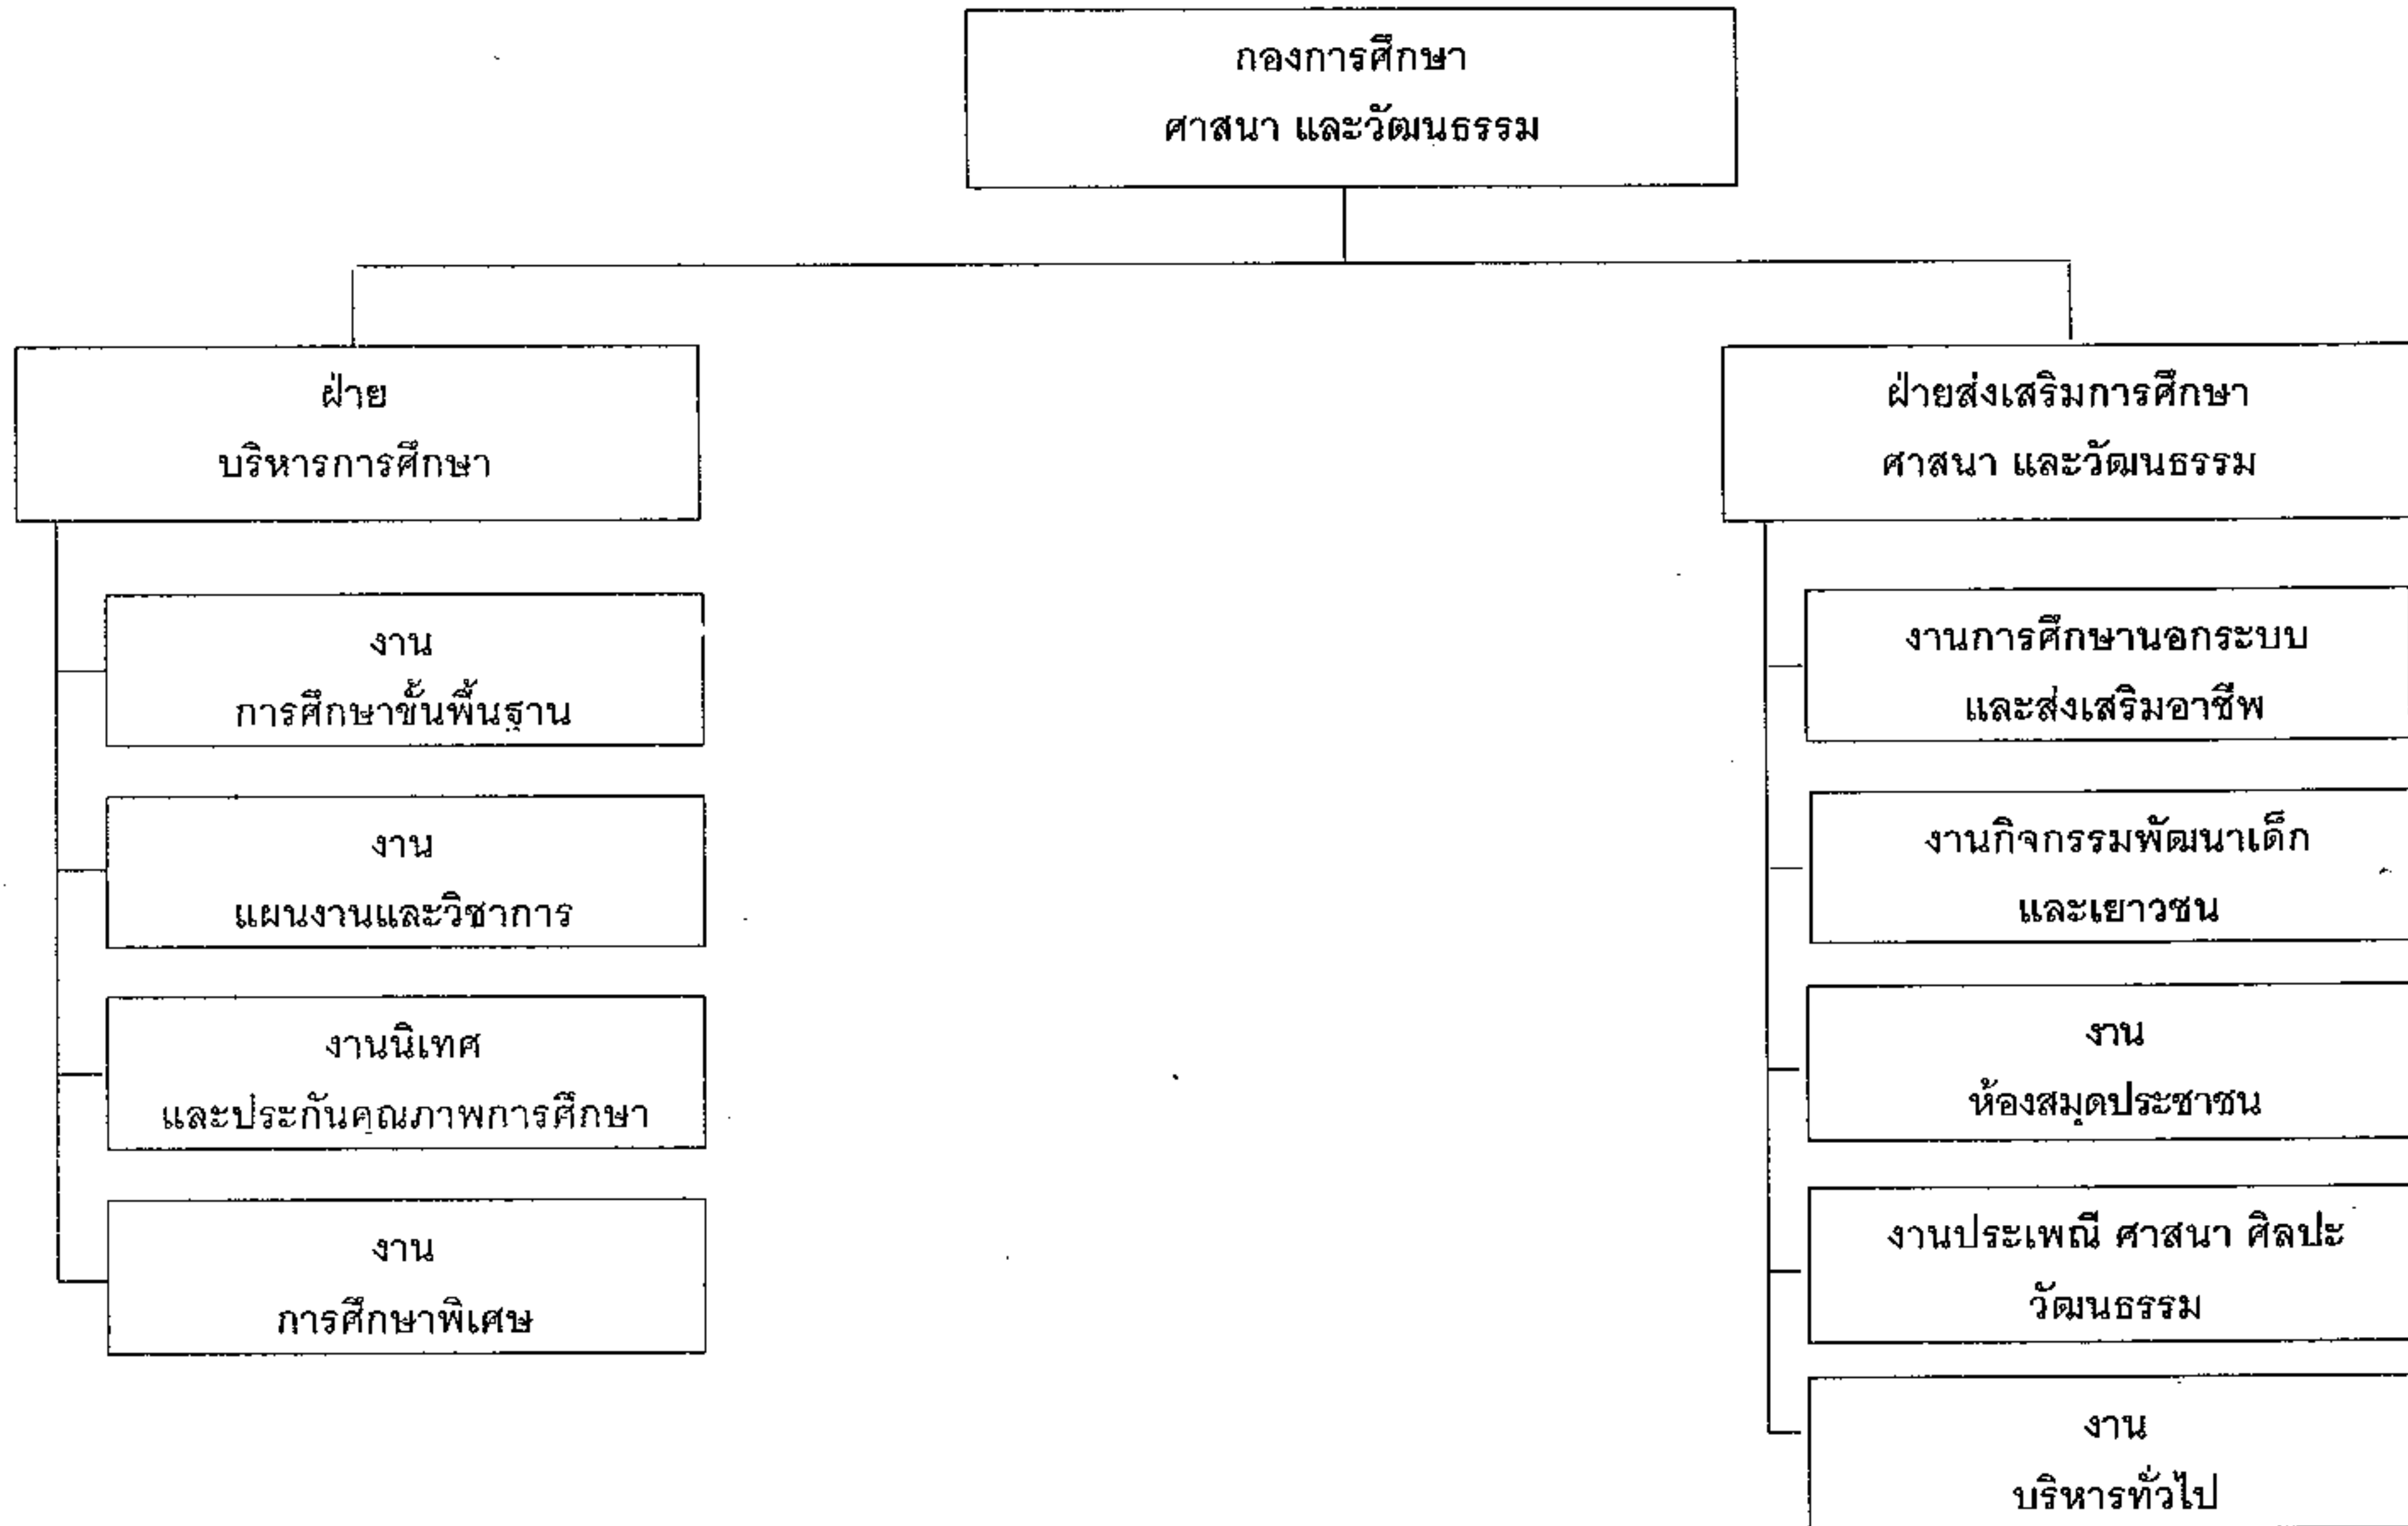 กองการศึกษา
ศาสนา และวัฒนธรรม
ฝ่าย
บริหารการศึกษา
งาน
การศึกษาขั้นพื้นฐาน
งาน
แผนงานและวิชาการ
งานนิเทศ
และประกันคุณภาพการศึกษา
งาน
การศึกษาพิเศษ
ฝ่ายส่งเสริมการศึกษา
ศาสนา และวัฒนธรรม
งานการศึกษานอกระบบ
และส่งเสริมอาชีพ
งานกิจกรรมพัฒนาเด็ก
และเยาวชน
งาน
ห้องสมุดประชาชน
งานประเพณี ศาสนา ศิลปะ
วัฒนธรรม
งาน
บริหารทั่วไป